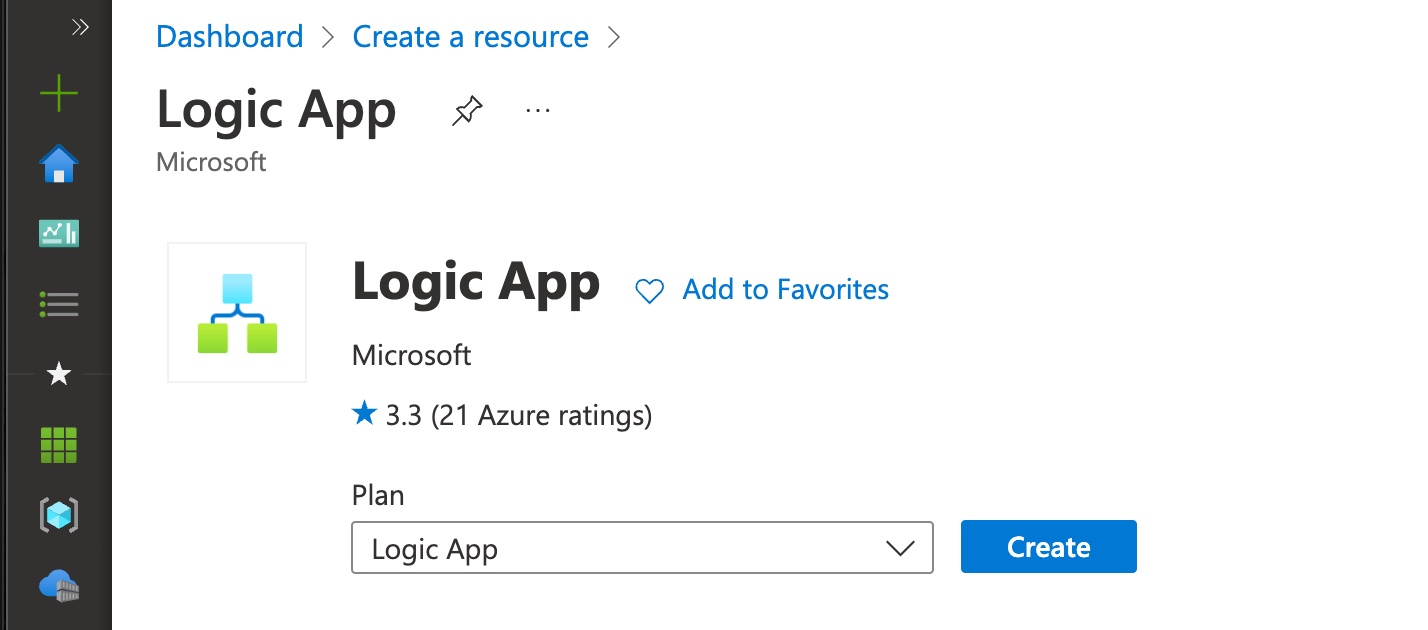 Dashboard > Create a resource >
Logic App ...
Microsoft
Logic App Add to Favorites
Microsoft
3.3 (21 Azure ratings)
Plan
Logic App Create